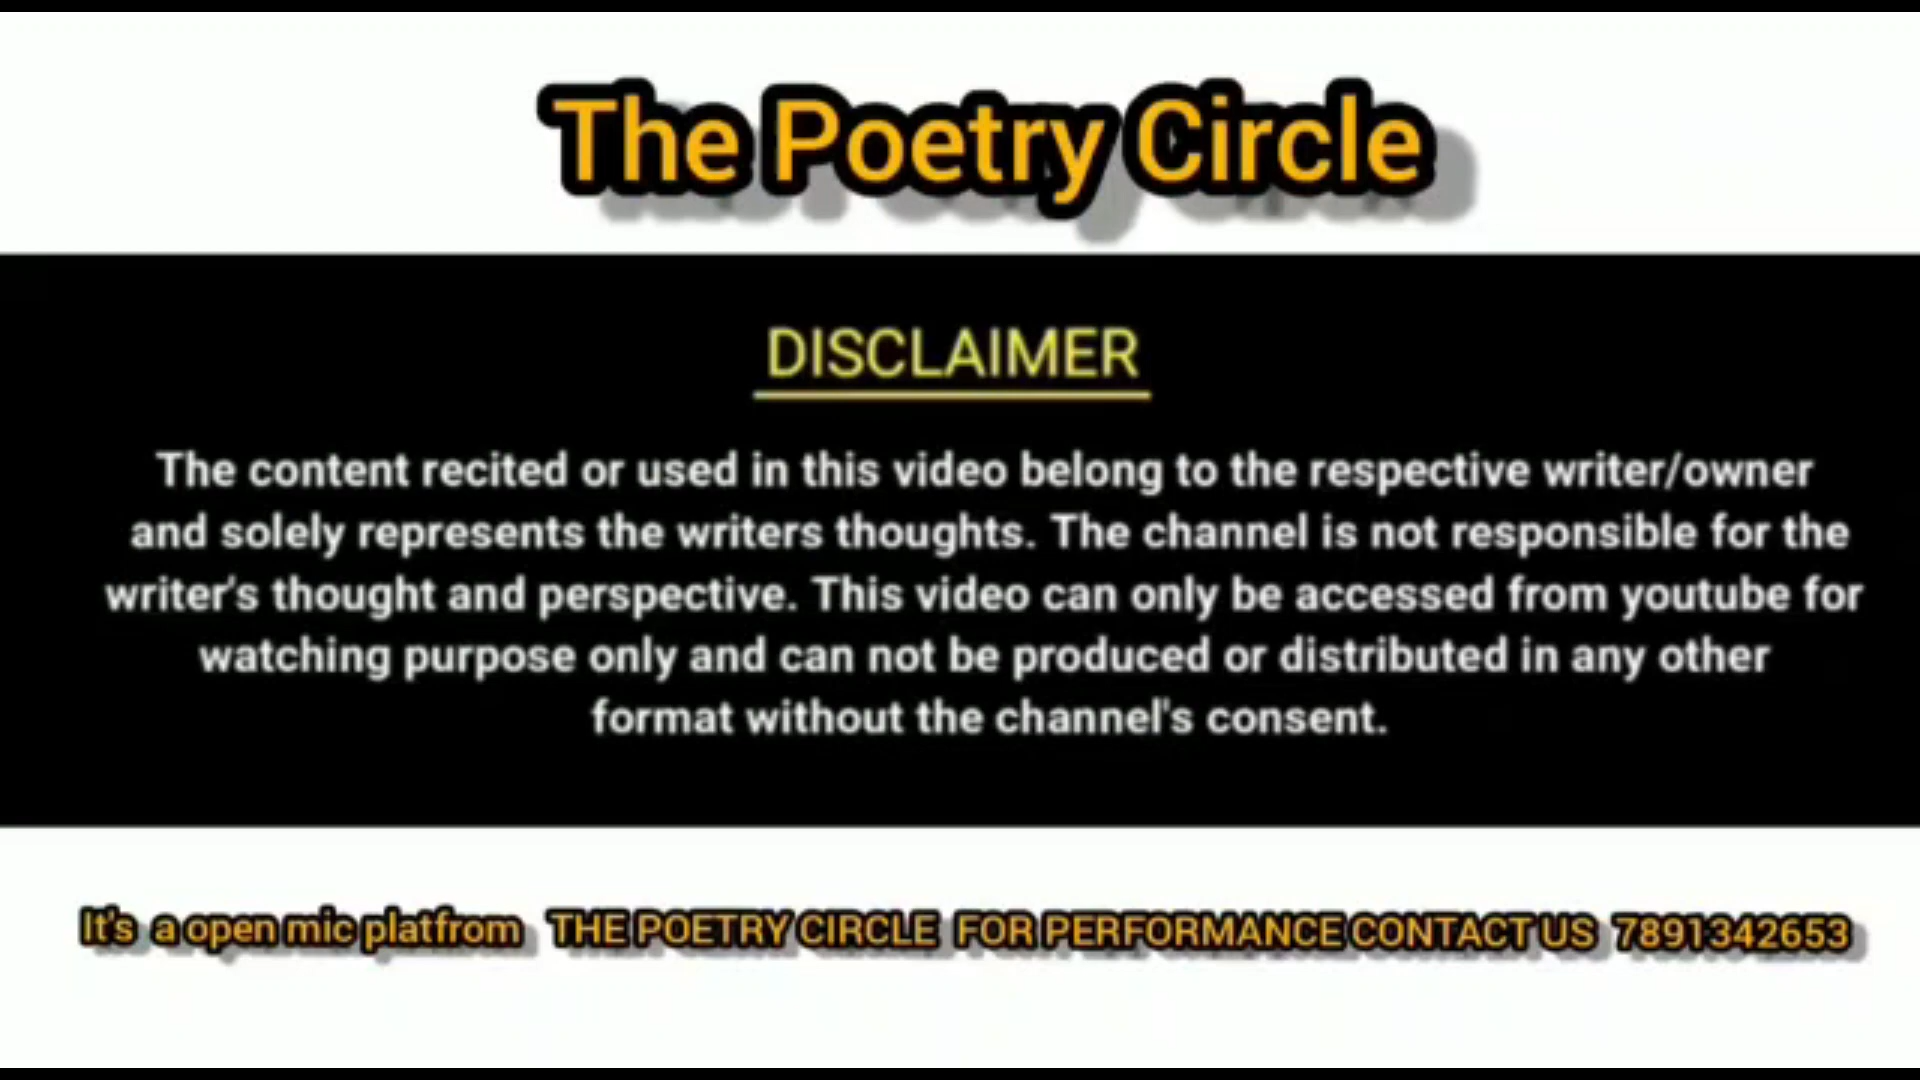 The Poetry Circle
DISCLAIMER
The content recited or used in this video belong to the respective writer/owner
and solely represents the writers thoughts. The channel is not responsible for the
writer's thought and perspective. This video can only be accessed from youtube for
watching purpose only and can not be produced or distributed in any other
format without the channel's consent.
It's a open mic platfrom THE POETRY CIRCLE FOR PERFORMANCE CONTACT US 7891342653